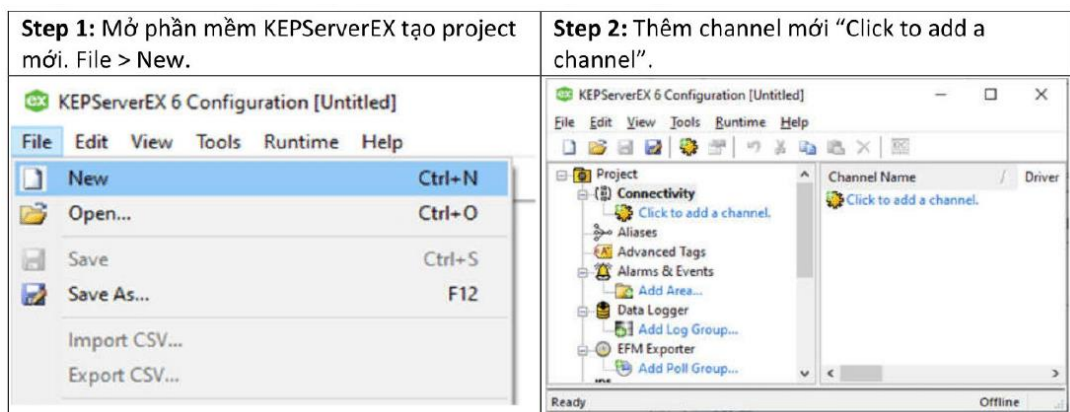 Step 1: Mở phần mềm KEPServerEX tạo project
mới. File > New.
KEPServerEX 6 Configuration [Untitled]
File Edit View Tools Runtime Help
New Ctrl+N
Open... Ctrl+O
Save Ctrl+S
Save As... F12
Import CSV...
Export CSV...
Step 2: Thêm channel mới “Click to add a
channel”.
KEPServerEX 6 Configuration [Untitled]
File Edit View Tools Runtime Help
Project
Connectivity
Click to add a channel.
Aliases
Advanced Tags
Alarms & Events
Add Area...
Data Logger
Add Log Group...
EFM Exporter
Add Poll Group...
Channel Name / Driver
Click to add a channel.
Ready Offline